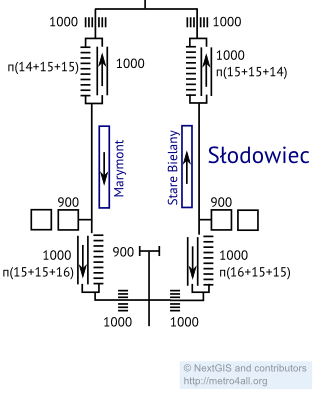 1000
1000
п(14+15+15)
1000
1000
п(15+15+14)
Marymont
Stare Bielany
Słodowiec
900
900
1000
п(15+15+16)
900
1000
п(16+15+15)
1000
1000
© NextGIS and contributors
http://metro4all.org